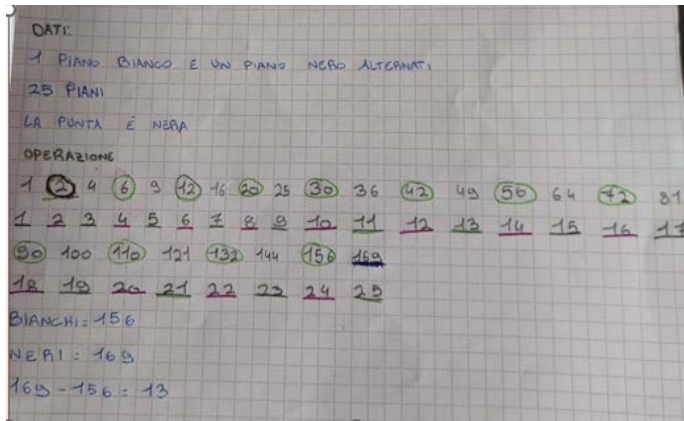 DATI:
1 PIANO BIANCO E UN PIANO NERO ALTERNATI
25 PIANI
LA PUNTA É NERA
OPERAZIONE
1 2 4 6 9 12 16 20 25 30 36 42 49 56 64 72 81
1 2 3 4 5 6 7 8 9 10 11 12 13 14 15 16 17
90 100 110 121 132 144 156 169
18 19 20 21 22 23 24 25
BIANCHI = 156
NERI = 169
169 - 156 = 13